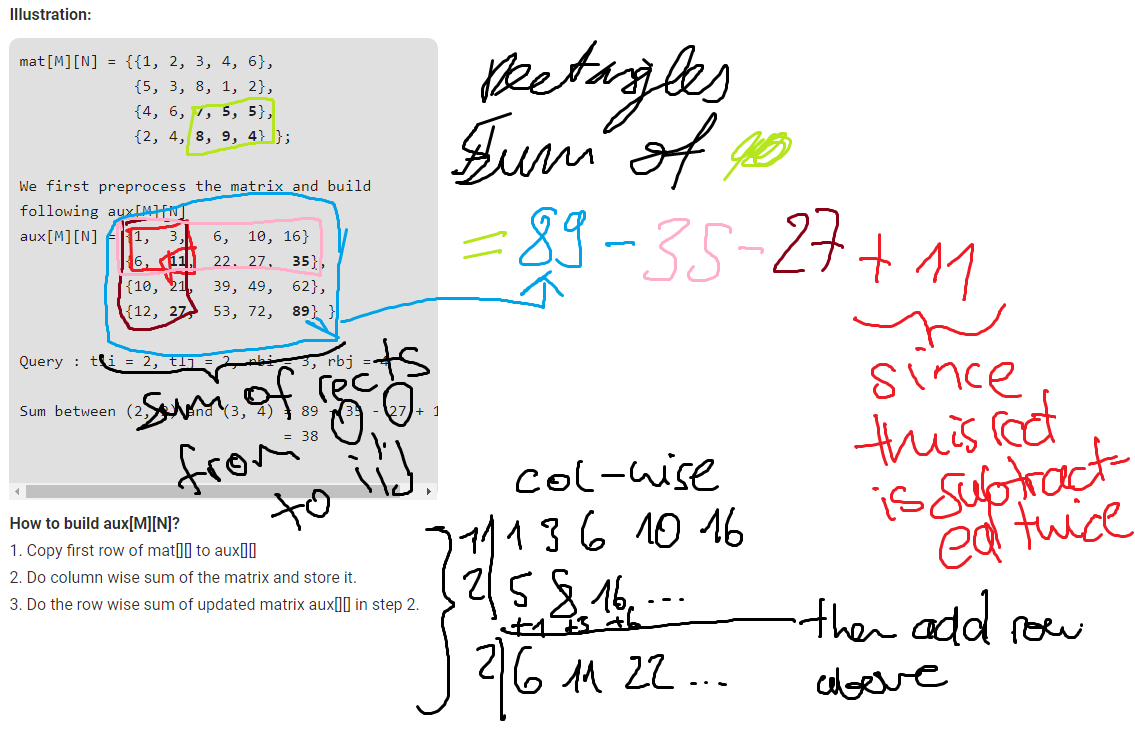 Illustration:
mat[M][N] = {{1, 2, 3, 4, 6},
{5, 3, 8, 1, 2},
{4, 6, 7, 5, 5},
{2, 4, 8, 9, 4} };
We first preprocess the matrix and build
following aux[M][N]
aux[M][N] = {1, 3, 6, 10, 16}
{6, 11, 22. 27, 35},
{10, 21, 39, 49, 62},
{12, 27, 53, 72, 89} }
Query : tli = 2, tlj = 2, rbi = 3, rbj = 4
Sum between (2, 3) and (3, 4) = 89 - 35 - 27 + 1
= 38
How to build aux[M][N]?
1. Copy first row of mat[][] to aux[][]
2. Do column wise sum of the matrix and store it.
3. Do the row wise sum of updated matrix aux[][] in step 2.
Rectangles
Sum of
= 89 - 35 - 27 + 11
since
this rect
is subtract-
ed twice
sum of rects
from 0,0
to i,j
col-wise
1| 1 3 6 10 16
2| 5 8 16 ...
+1 +3 +6
then add row
above
2| 6 11 22 ...